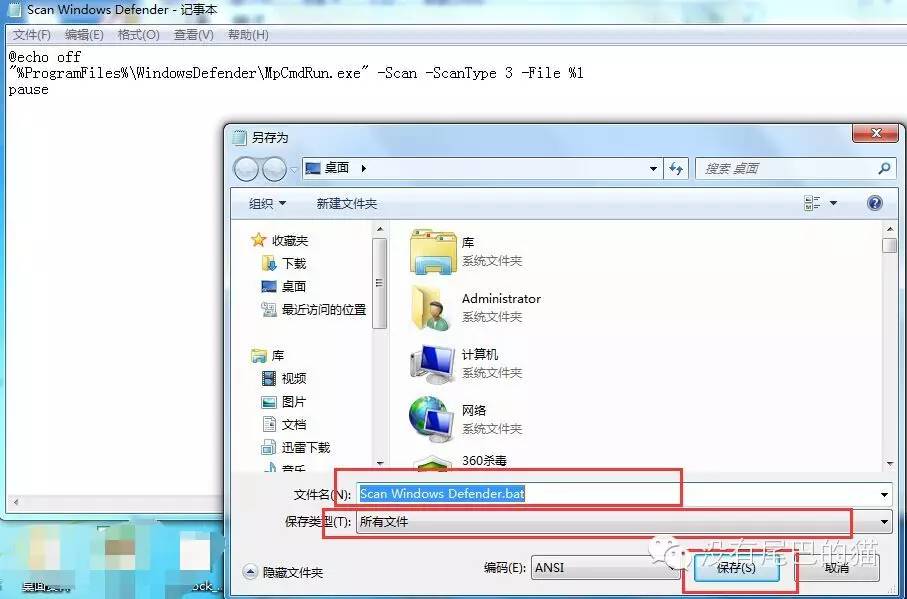 Scan Windows Defender - 记事本
文件(F) 编辑(E) 格式(O) 查看(V) 帮助(H)
@echo off
"%ProgramFiles%\WindowsDefender\MpCmdRun.exe" -Scan -ScanType 3 -File %1
pause
另存为
桌面
搜索 桌面
组织
新建文件夹
收藏夹
下载
桌面
最近访问的位置
库
视频
图片
文档
迅雷下载
音乐
库
系统文件夹
Administrator
系统文件夹
计算机
系统文件夹
网络
系统文件夹
360杀毒
文件名(N): Scan Windows Defender.bat
保存类型(T): 所有文件
隐藏文件夹
编码(E): ANSI
保存(S)
取消
没有尾巴的猫